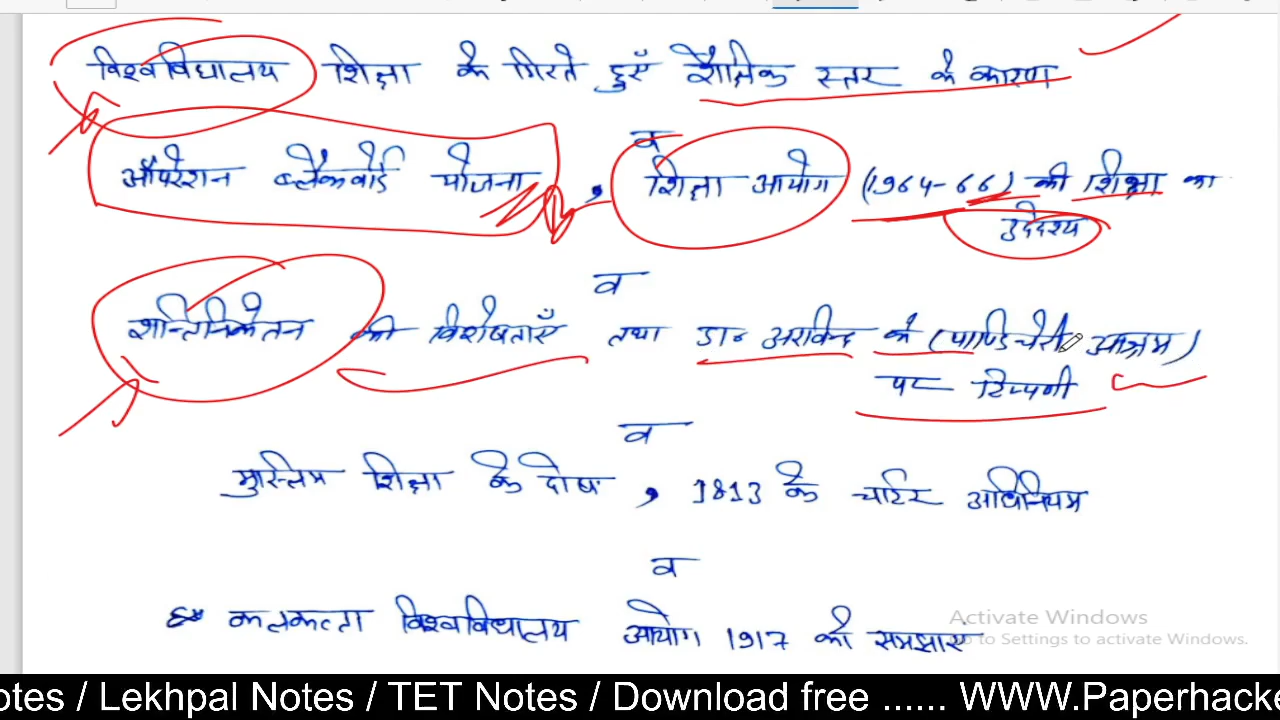 विश्वविद्यालय शिक्षा के गिरते हुएँ शैक्षिक स्तर के कारण
व
ऑपरेशन ब्लैकबोर्ड योजना , शिक्षा आयोग (1964-66) की शिक्षा का
उद्देश्य
व
शान्तिनिकेतन की विशेषताएँ तथा डा० अरविन्द के (पाण्डिचेरी आश्रम)
पर टिप्पणी
व
मुस्लिम शिक्षा के दोष , 1813 के चार्टर अधिनियम
व
कलकत्ता विश्वविद्यालय आयोग 1917 को समझाए
Activate Windows
to Settings to activate Windows.
otes / Lekhpal Notes / TET Notes / Download free ...... WWW.Paperhacke